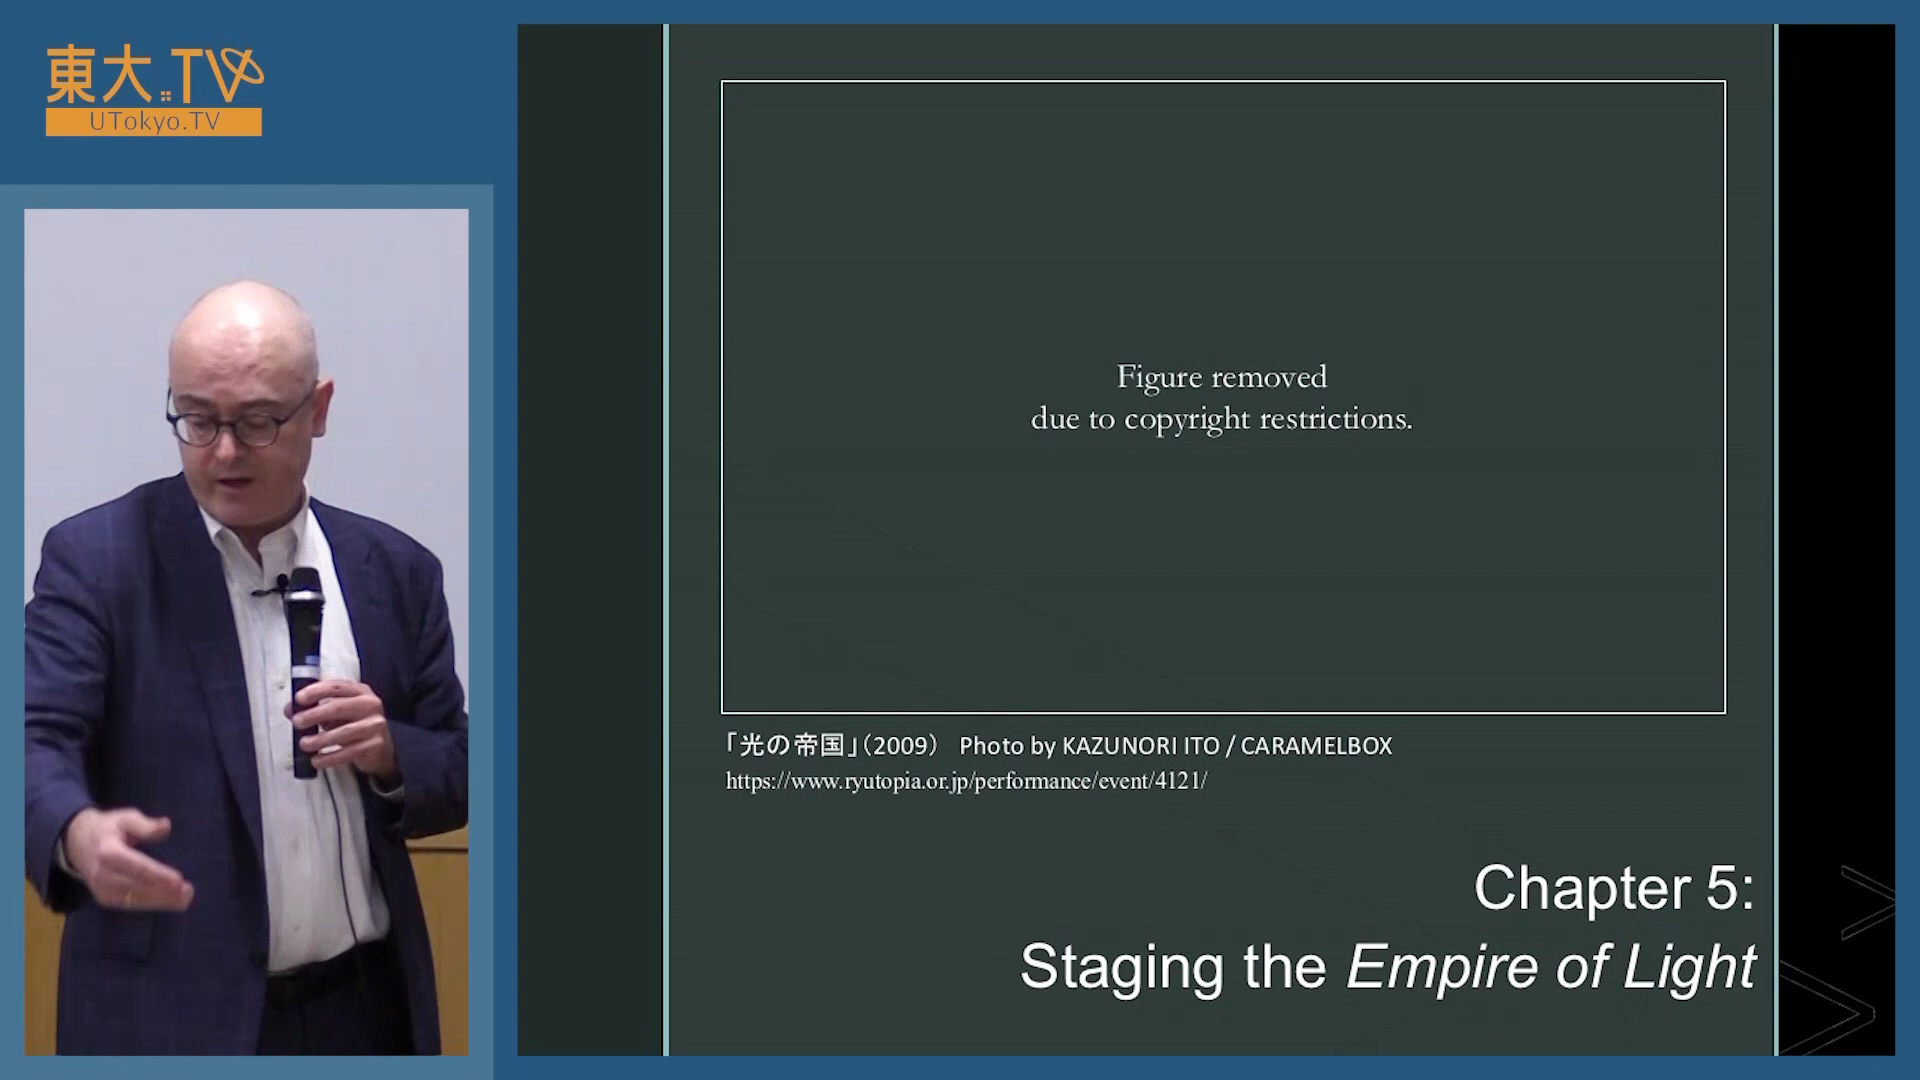 東大.TV
UTokyo.TV
Figure removed
due to copyright restrictions.
「光の帝国」（2009） Photo by KAZUNORI ITO / CARAMELBOX
https://www.ryutopia.or.jp/performance/event/4121/
Chapter 5:
Staging the Empire of Light